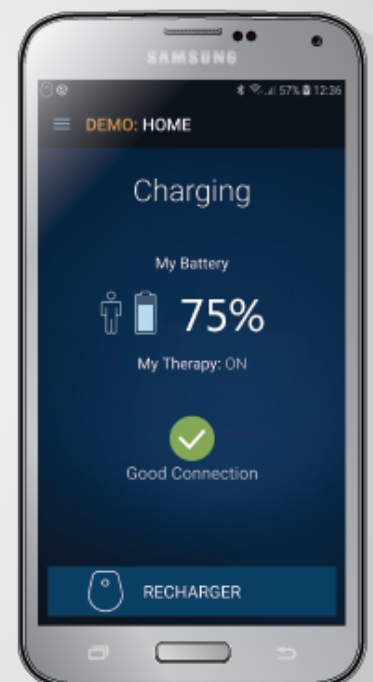 SAMSUNG
57% 12:36
DEMO: HOME
Charging
My Battery
75%
My Therapy: ON
Good Connection
RECHARGER